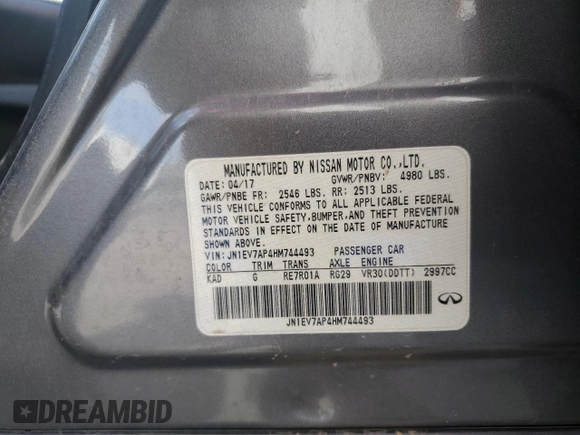 MANUFACTURED BY NISSAN MOTOR CO.,LTD.
DATE: 04/17 GVWR/PNBV: 4980 LBS.
GAWR/PNBE FR: 2546 LBS. RR: 2513 LBS.
THIS VEHICLE CONFORMS TO ALL APPLICABLE FEDERAL
MOTOR VEHICLE SAFETY,BUMPER,AND THEFT PREVENTION
STANDARDS IN EFFECT ON THE DATE OF MANUFACTURE
SHOWN ABOVE.
VIN:JN1EV7AP4HM744493 PASSENGER CAR
COLOR TRIM TRANS AXLE ENGINE
KAD G RE7R01A RG29 VR30(DDTT) 2997CC
JN1EV7AP4HM744493
DREAMBID